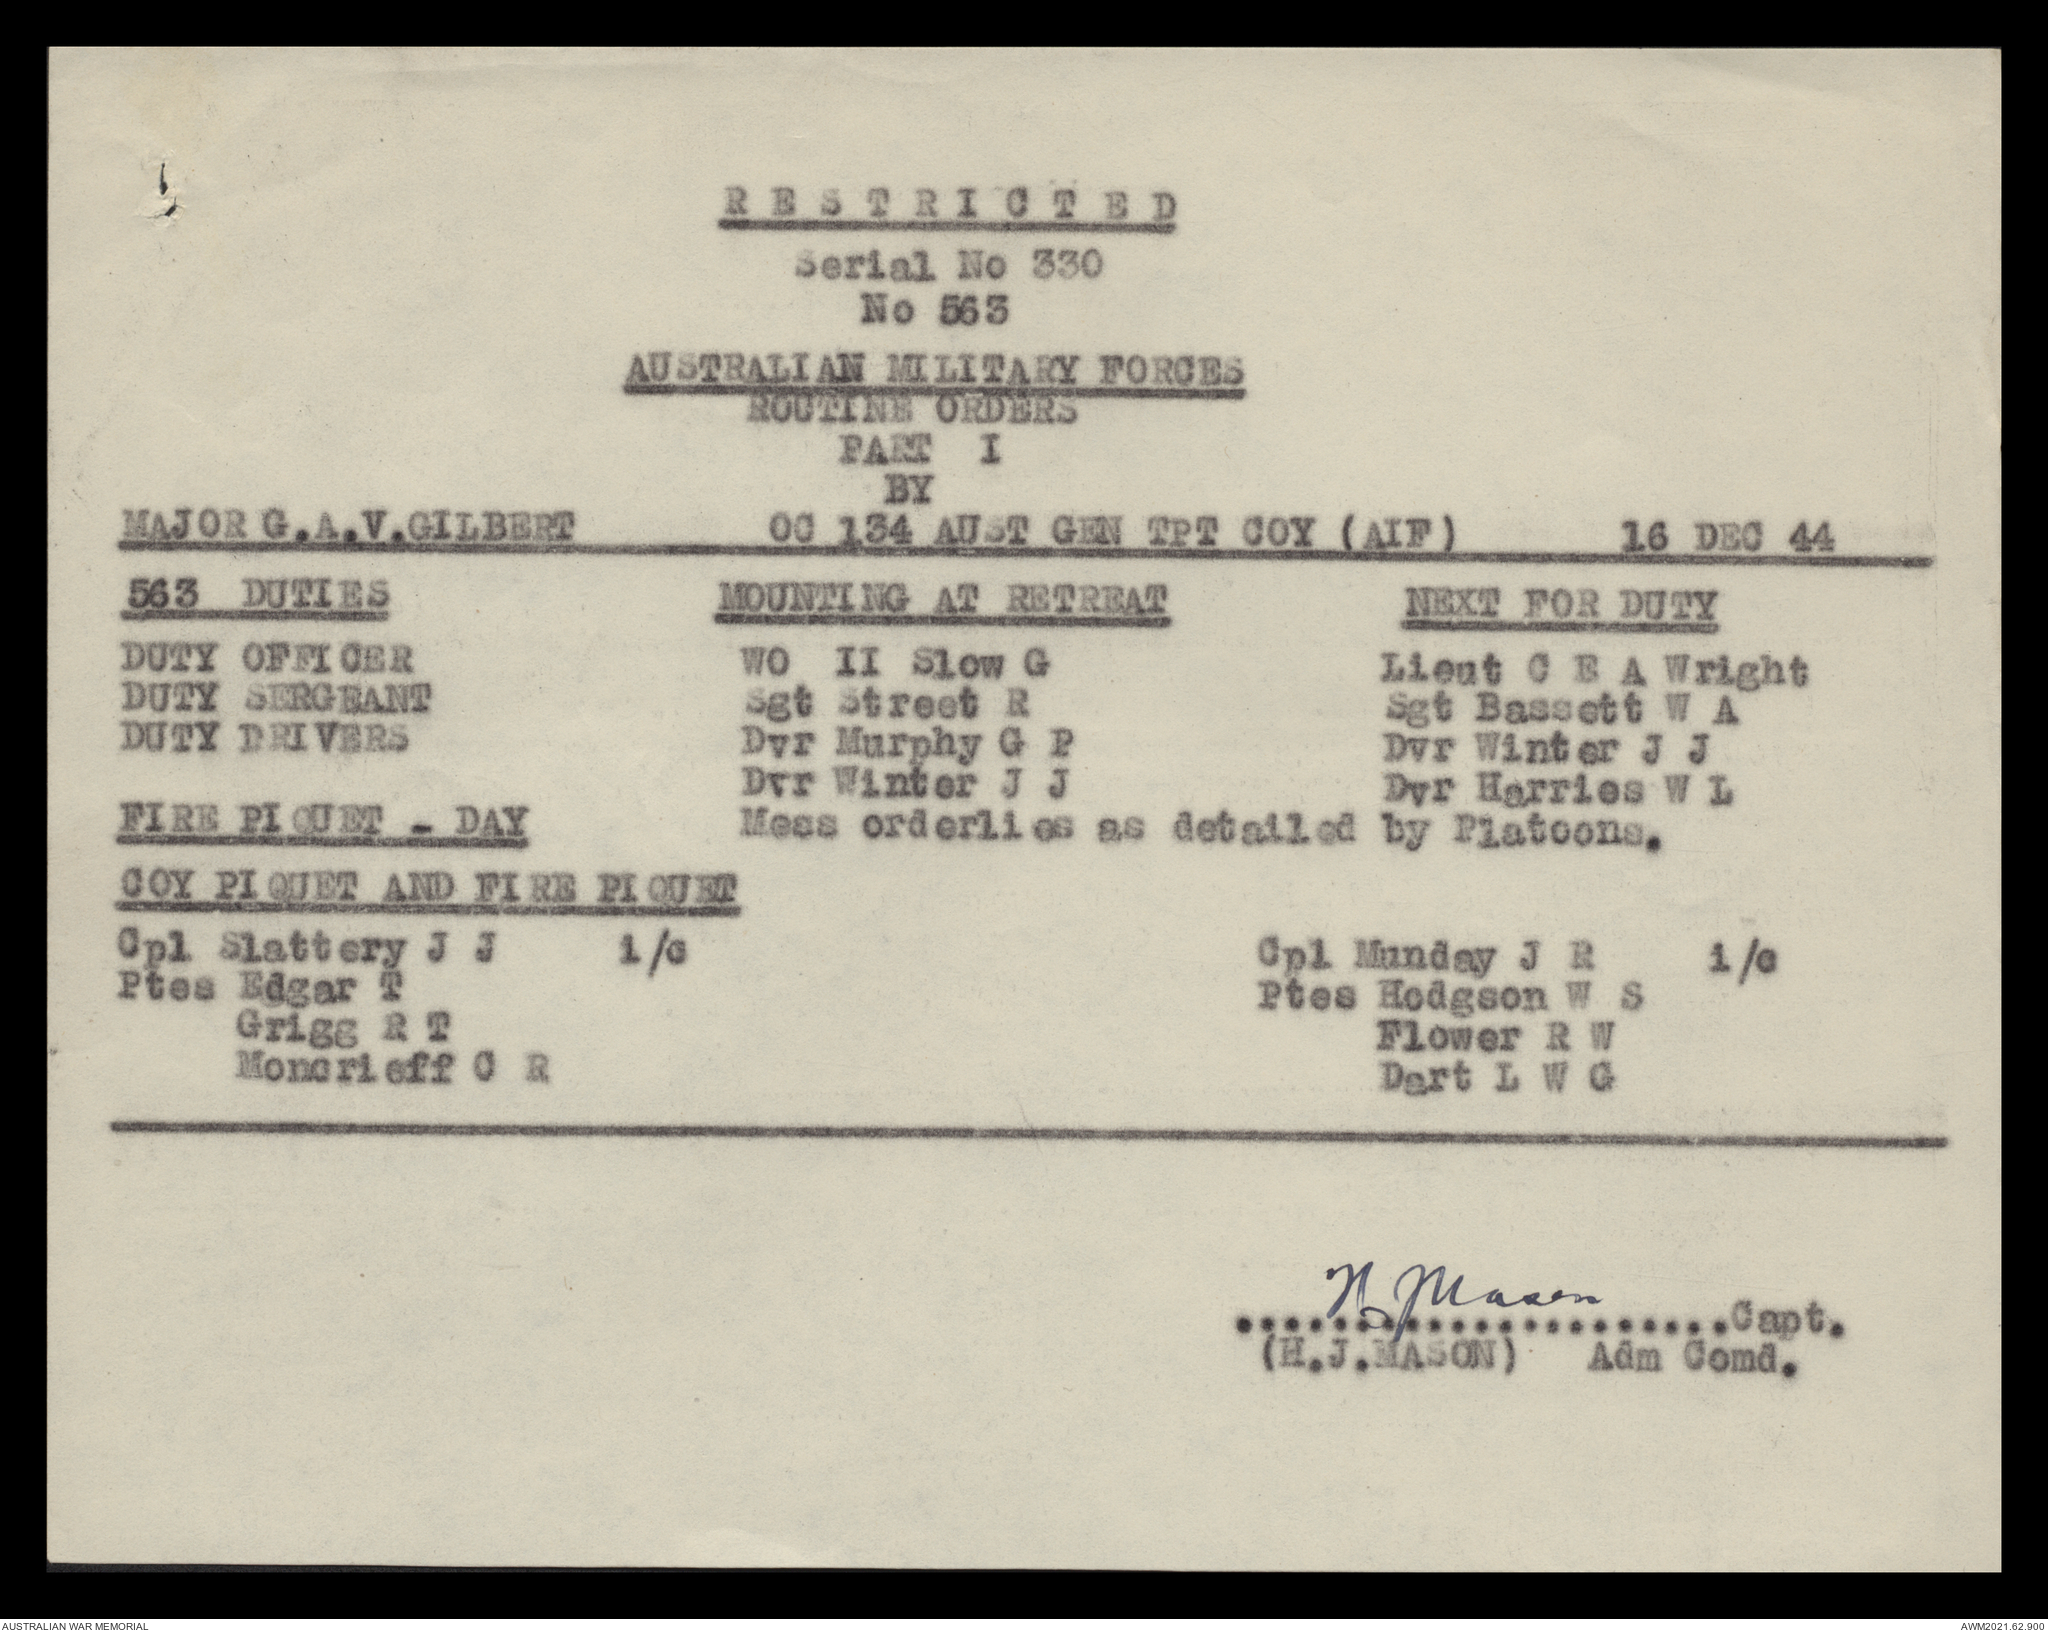 RESTRICTED
Serial No 330
No 563
AUSTRALIAN MILITARY FORCES
ROUTINE ORDERS
PART I
BY
MAJOR G.A.V.GILBERT OC 134 AUST GEN TPT COY (AIF) 16 DEC 44
563 DUTIES MOUNTING AT RETREAT NEXT FOR DUTY
DUTY OFFICER WO II Slow G Lieut C E A Wright
DUTY SERGEANT Sgt Street R Sgt Bassett W A
DUTY DRIVERS Dvr Murphy G P Dvr Winter J J
Dvr Winter J J Dvr Harries W L
FIRE PIQUET - DAY Mess orderlies as detailed by Platoons.
COY PIQUET AND FIRE PIQUET
Cpl Slattery J J i/c Cpl Munday J R i/c
Ptes Edgar T Ptes Hodgson W S
Grigg R T Flower R W
Moncrieff C R Dart L W G
H J Mason
.....................Capt.
(H.J.MASON) Adm Comd.
AUSTRALIAN WAR MEMORIAL AWM2021.62.900